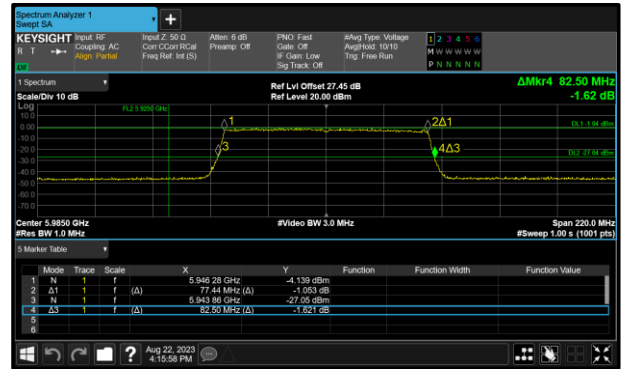 Spectrum Analyzer 1
Swept SA
KEYSIGHT Input: RF Input Z: 50 Ω Atten: 6 dB PNO: Fast #Avg Type: Voltage 1 2 3 4 5 6
R T Coupling: AC Corr CCorr RCal Preamp: Off Gate: Off Avg|Hold: 10/10 M W W W W W
Align: Partial Freq Ref: Int (S) IF Gain: Low Trig: Free Run
LXI Sig Track: Off P N N N N N
1 Spectrum Ref Lvl Offset 27.45 dB ΔMkr4 82.50 MHz
Scale/Div 10 dB Ref Level 20.00 dBm -1.62 dB
Log
10.0 FL2 5.9250 GHz
0.00 1 2Δ1 DL1 -1.04 dBm
-10.0
-20.0 3 4Δ3 DL2 -27.04 dBm
-30.0
-40.0
-50.0
-60.0
-70.0
Center 5.9850 GHz #Video BW 3.0 MHz Span 220.0 MHz
#Res BW 1.0 MHz #Sweep 1.00 s (1001 pts)
5 Marker Table
Mode Trace Scale X Y Function Function Width Function Value
1 N 1 f 5.946 28 GHz -4.139 dBm
2 Δ1 1 f (Δ) 77.44 MHz (Δ) -1.053 dB
3 N 1 f 5.943 86 GHz -27.05 dBm
4 Δ3 1 f (Δ) 82.50 MHz (Δ) -1.621 dB
5
6
? Aug 22, 2023
4:15:58 PM